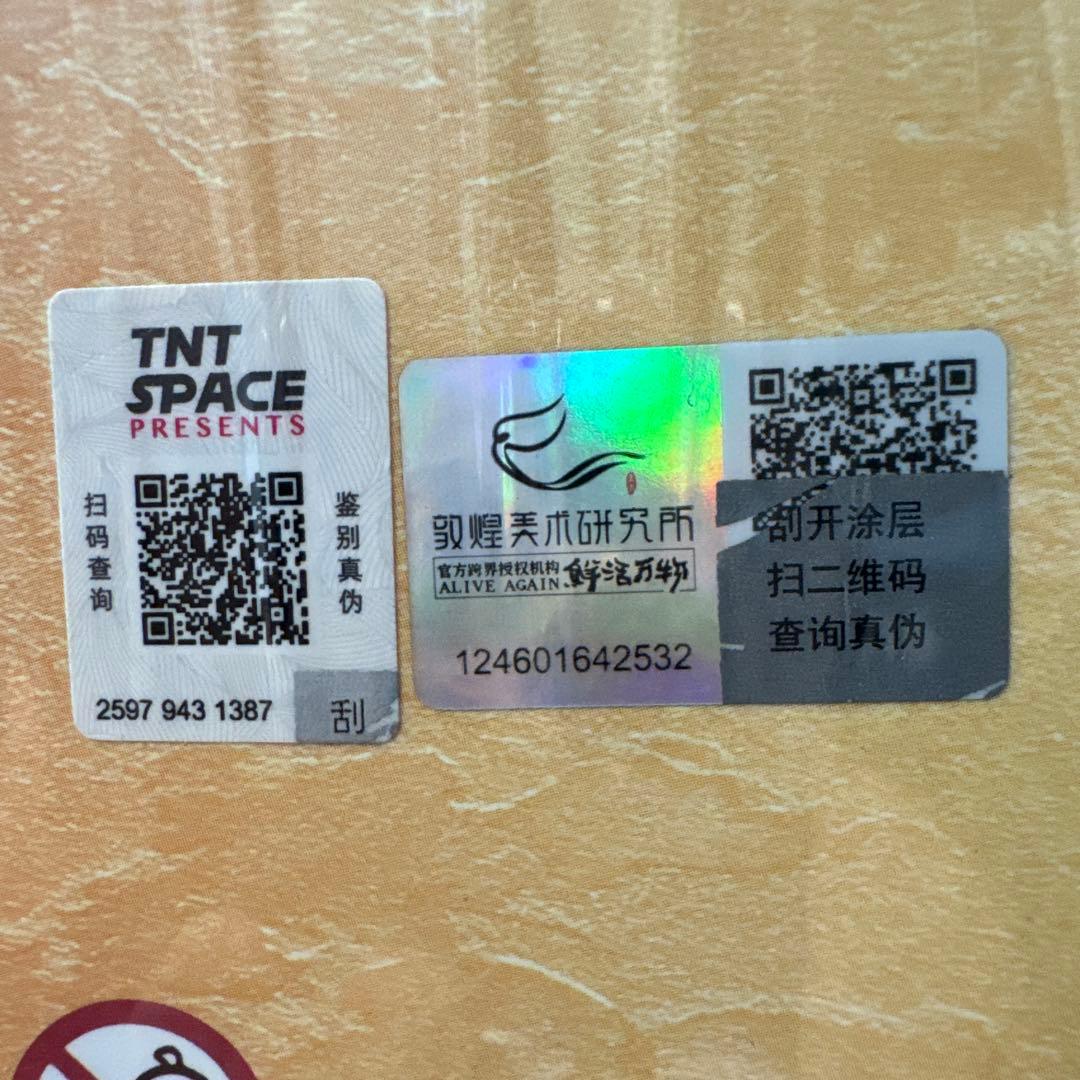 TNT
SPACE
PRESENTS
扫码查询
鉴别真伪
2597 943 1387
刮
敦煌美术研究所
官方跨界授权机构
ALIVE AGAIN 鲜活万物
124601642532
刮开涂层
扫二维码
查询真伪